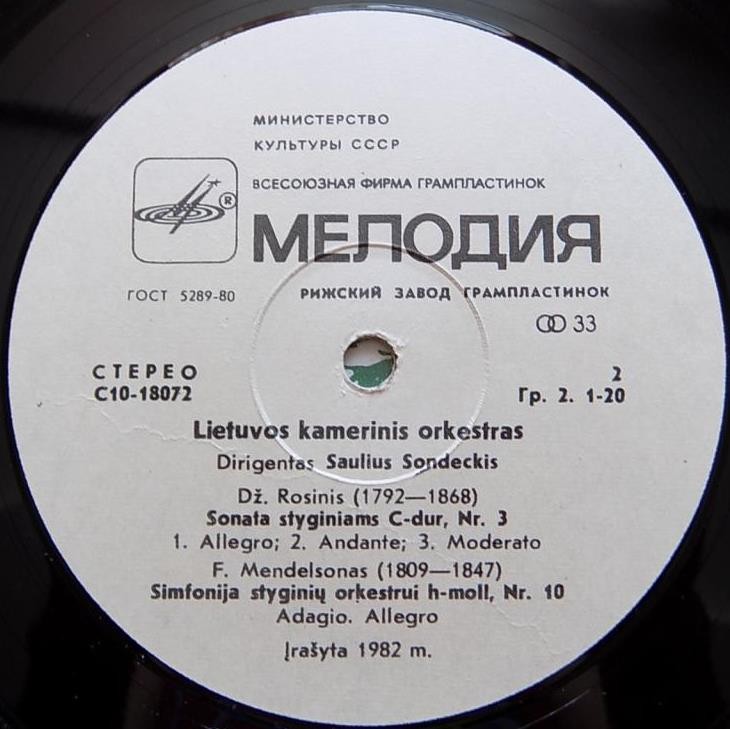 МИНИСТЕРСТВО
КУЛЬТУРЫ СССР
ВСЕСОЮЗНАЯ ФИРМА ГРАМПЛАСТИНОК
®
МЕЛОДИЯ
ГОСТ 5289-80
РИЖСКИЙ ЗАВОД ГРАМПЛАСТИНОК
33
СТЕРЕО
2
С10-18072
Гр. 2. 1-20
Lietuvos kamerinis orkestras
Dirigentas Saulius Sondeckis
Dž. Rosinis (1792—1868)
Sonata styginiams C-dur, Nr. 3
1. Allegro; 2. Andante; 3. Moderato
F. Mendelsonas (1809—1847)
Simfonija styginių orkestrui h-moll, Nr. 10
Adagio. Allegro
Įrašyta 1982 m.